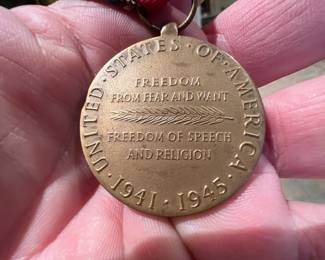 UNITED · STATES · OF · AMERICA
FREEDOM
FROM FEAR AND WANT
FREEDOM OF SPEECH
AND RELIGION
· 1941 · 1945 ·